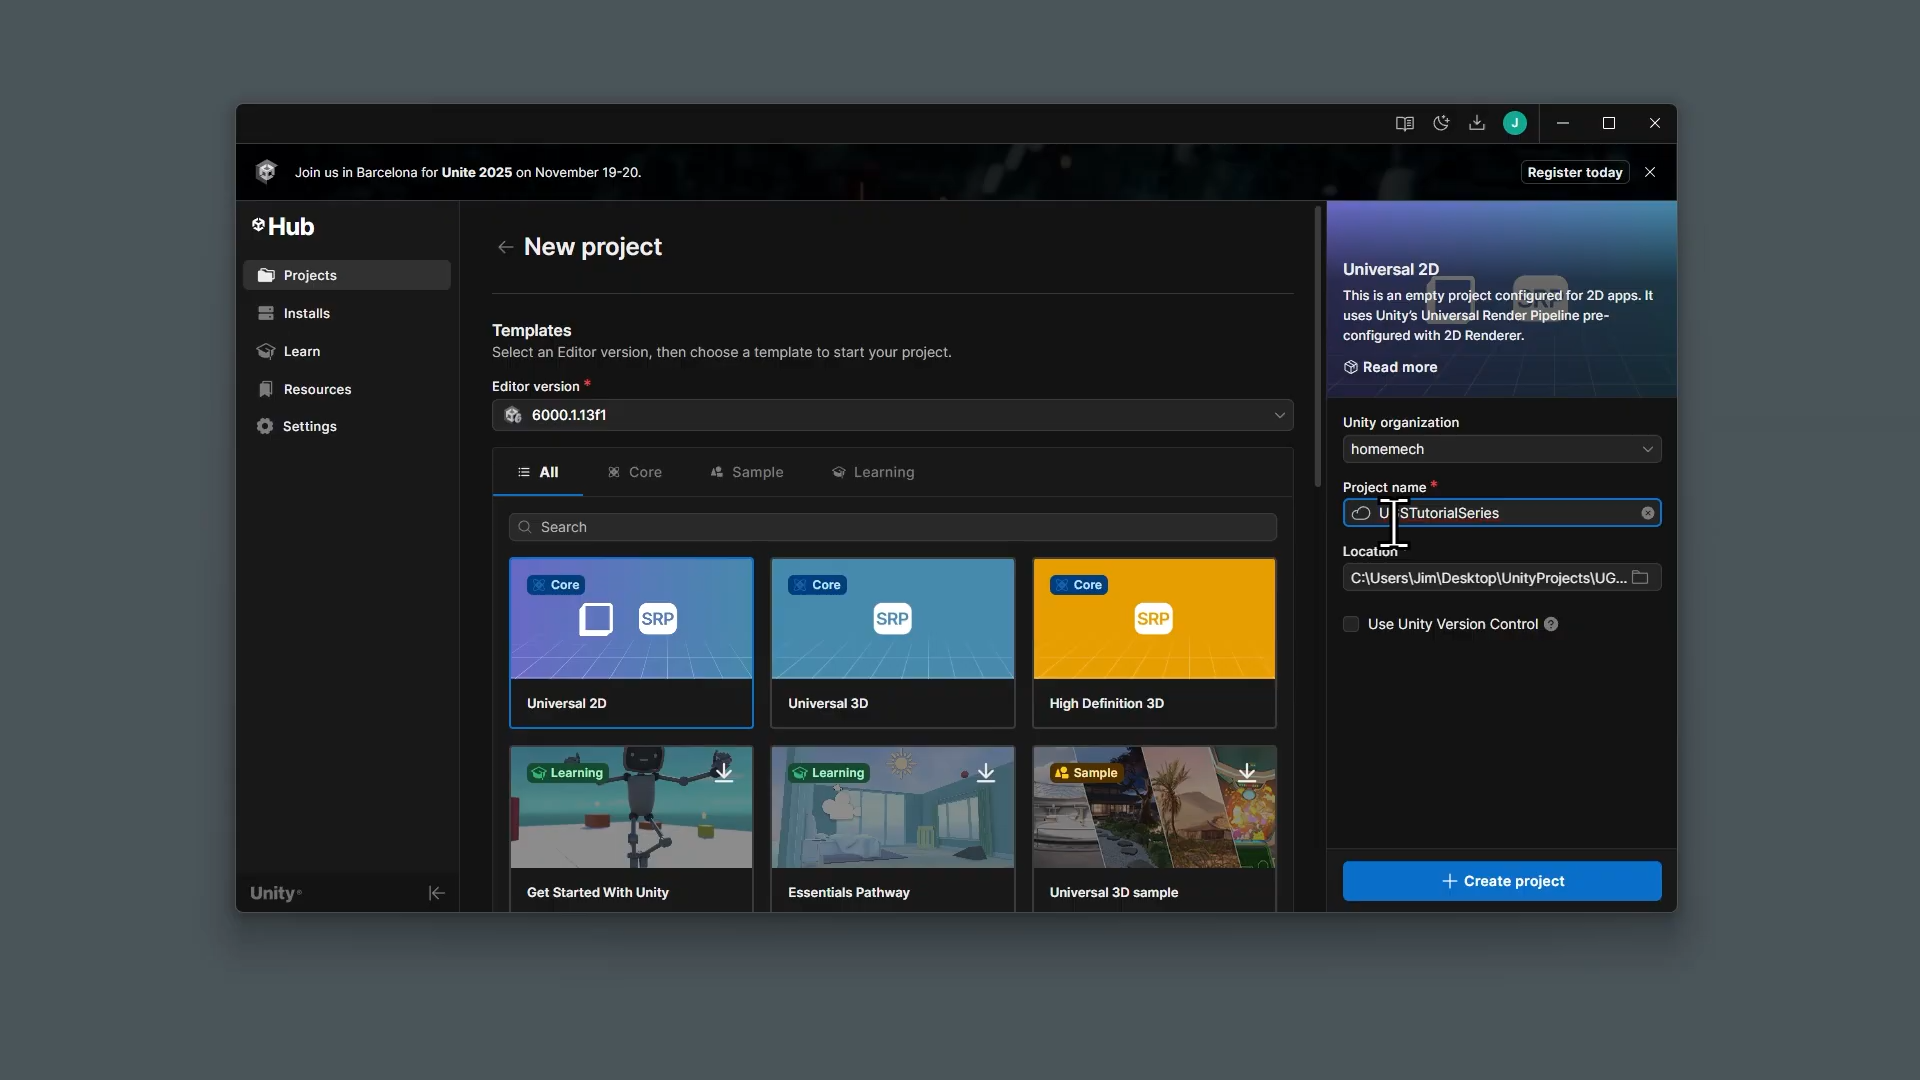 J
Join us in Barcelona for Unite 2025 on November 19-20.
Register today
Hub
Projects
Installs
Learn
Resources
Settings
Unity
New project
Templates
Select an Editor version, then choose a template to start your project.
Editor version *
6000.1.13f1
All
Core
Sample
Learning
Search
Core
SRP
Universal 2D
Core
SRP
Universal 3D
Core
SRP
High Definition 3D
Learning
Get Started With Unity
Learning
Essentials Pathway
Sample
Universal 3D sample
SRP
Universal 2D
This is an empty project configured for 2D apps. It
uses Unity’s Universal Render Pipeline pre-
configured with 2D Renderer.
Read more
Unity organization
homemech
Project name *
Location
C:\Users\Jim\Desktop\UnityProjects\UG...
Use Unity Version Control ?
+ Create project